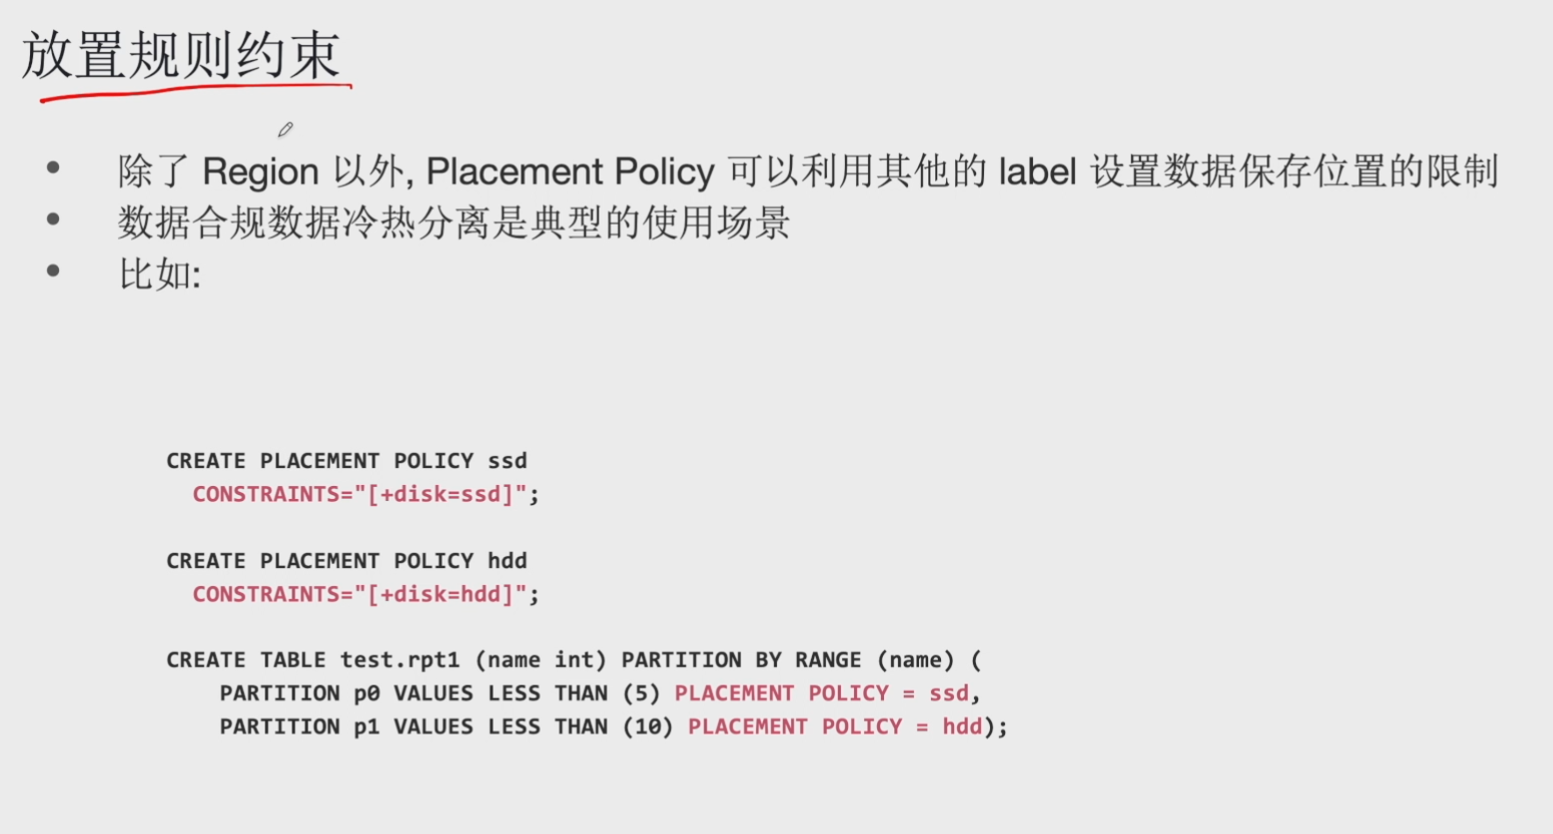 放置规则约束
• 除了 Region 以外, Placement Policy 可以利用其他的 label 设置数据保存位置的限制
• 数据合规数据冷热分离是典型的使用场景
• 比如:
CREATE PLACEMENT POLICY ssd
CONSTRAINTS="[+disk=ssd]";
CREATE PLACEMENT POLICY hdd
CONSTRAINTS="[+disk=hdd]";
CREATE TABLE test.rpt1 (name int) PARTITION BY RANGE (name) (
PARTITION p0 VALUES LESS THAN (5) PLACEMENT POLICY = ssd,
PARTITION p1 VALUES LESS THAN (10) PLACEMENT POLICY = hdd);